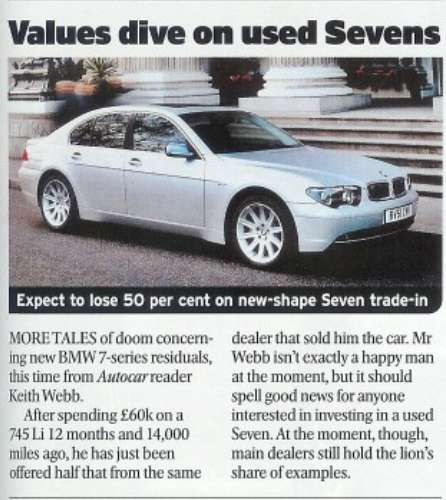 Values dive on used Sevens
Expect to lose 50 per cent on new-shape Seven trade-in
MORE TALES of doom concern-
ing new BMW 7-series residuals,
this time from Autocar reader
Keith Webb.
After spending £60k on a
745 Li 12 months and 14,000
miles ago, he has just been
offered half that from the same
dealer that sold him the car. Mr
Webb isn't exactly a happy man
at the moment, but it should
spell good news for anyone
interested in investing in a used
Seven. At the moment, though,
main dealers still hold the lion's
share of examples.